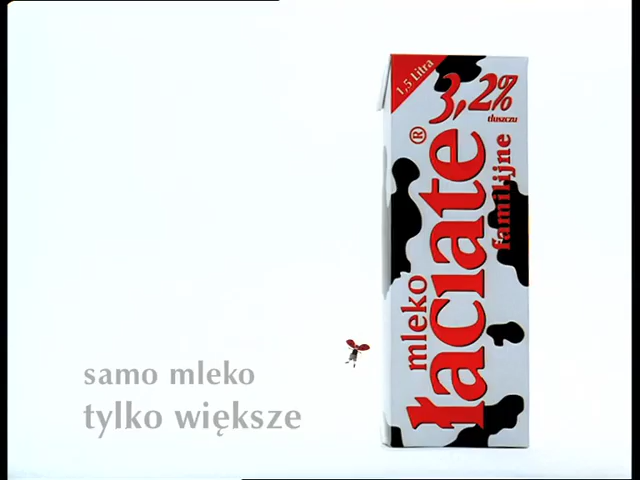 1,5 Litra
3,2%
tłuszczu
mleko
łaciate®
familijne
samo mleko
tylko większe